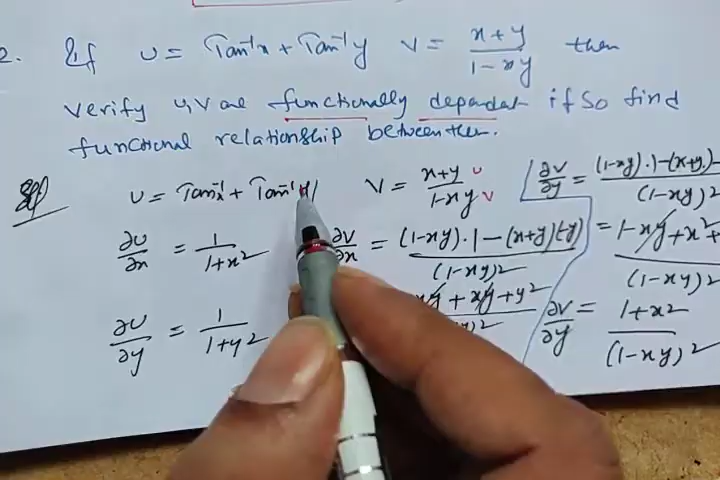 2. If U = Tan⁻¹x + Tan⁻¹y V = x+y / 1-xy then
verify u,v are functionally dependent if so find
functional relationship between them.
Sol U = Tan⁻¹x + Tan⁻¹y V = x+y / 1-xy U V
∂U/∂x = 1/1+x²
∂V/∂x = (1-xy).1-(x+y)(-y) / (1-xy)²
+ xy + y²
∂U/∂y = 1/1+y²
∂V/∂y = (1-xy).1-(x+y)- / (1-xy)²
= 1-xy+x²+ / (1-xy)²
∂V/∂y = 1+x² / (1-xy)²